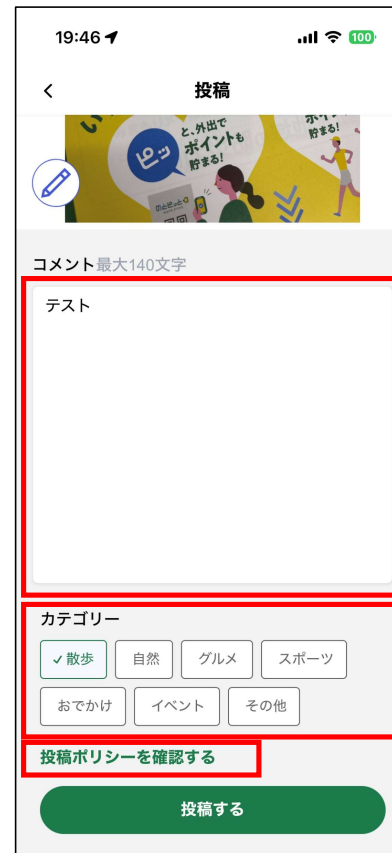 19:46
100
投稿
い
と、外出で
ポイントも
貯まる!
ピッ
貯まる!
コメント最大140文字
テスト
カテゴリー
✓散歩 自然 グルメ スポーツ
おでかけ イベント その他
投稿ポリシーを確認する
投稿する